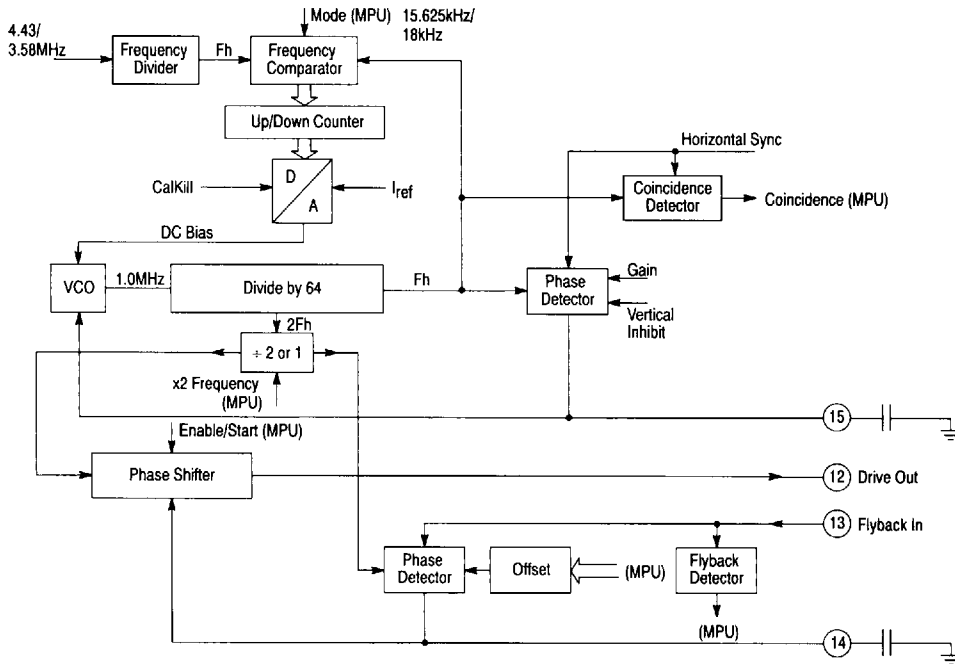 Mode (MPU)
15.625kHz/
18kHz
4.43/
3.58MHz
Frequency
Divider
Fh
Frequency
Comparator
Up/Down Counter
Horizontal Sync
CalKill
D
A
Iref
Coincidence
Detector
Coincidence (MPU)
DC Bias
VCO
1.0MHz
Divide by 64
Fh
Phase
Detector
Gain
Vertical
Inhibit
2Fh
÷ 2 or 1
x2 Frequency
(MPU)
15
Enable/Start (MPU)
Phase Shifter
12
Drive Out
13
Flyback In
Phase
Detector
Offset
(MPU)
Flyback
Detector
(MPU)
14